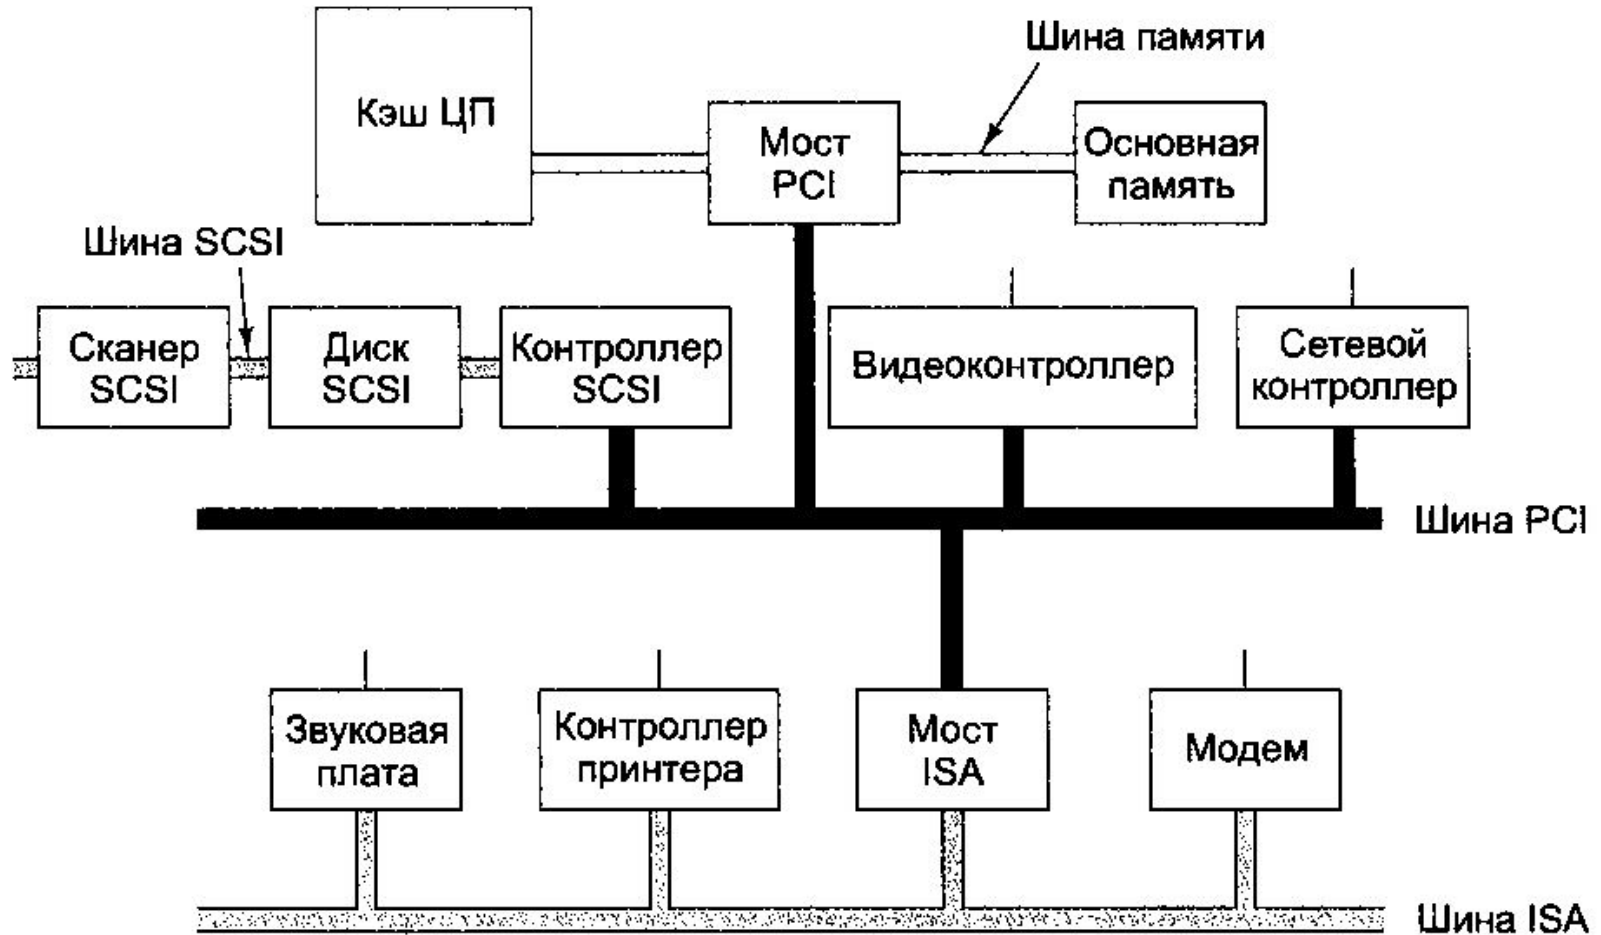 Шина памяти
Кэш ЦП
Мост
PCI
Основная
память
Шина SCSI
Сканер
SCSI
Диск
SCSI
Контроллер
SCSI
Видеоконтроллер
Сетевой
контроллер
Шина PCI
Звуковая
плата
Контроллер
принтера
Мост
ISA
Модем
Шина ISA